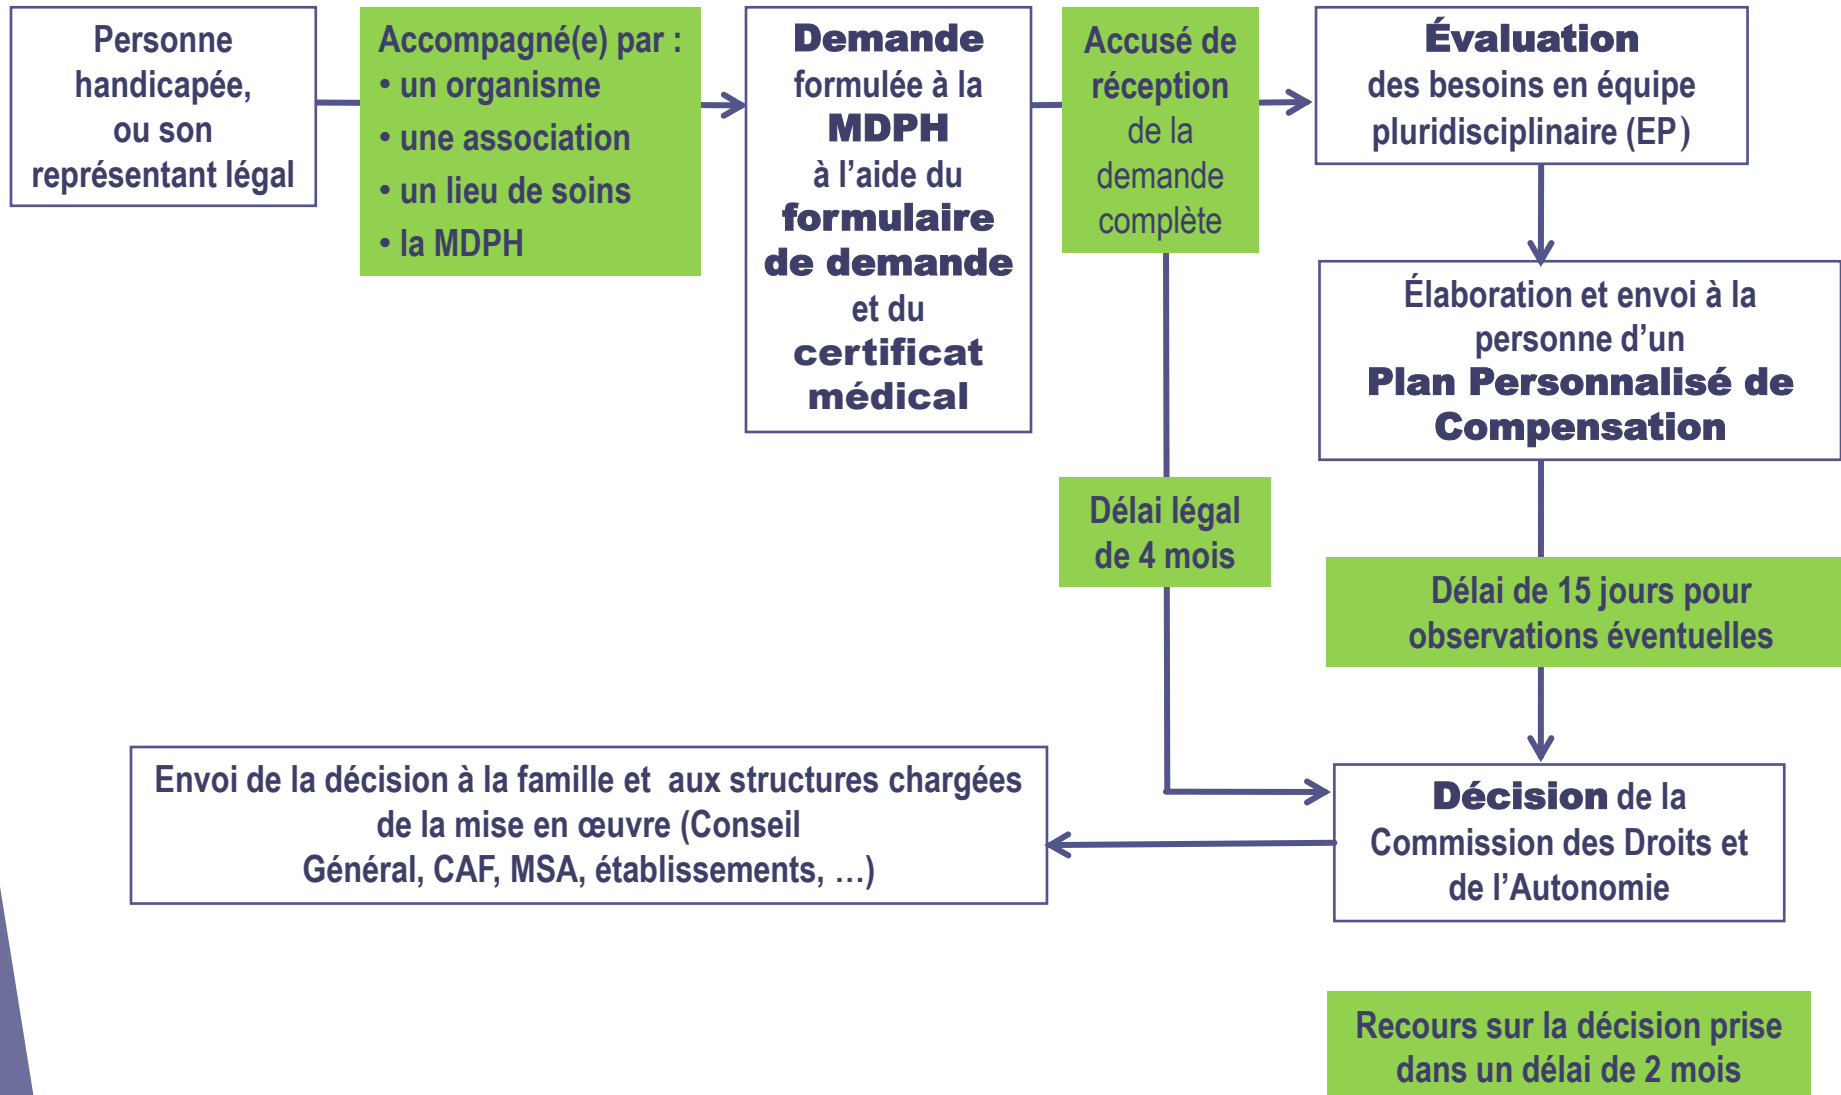 Personne
handicapée,
ou son
représentant légal
Accompagné(e) par :
• un organisme
• une association
• un lieu de soins
• la MDPH
Demande
formulée à la
MDPH
à l’aide du
formulaire
de demande
et du
certificat
médical
Accusé de
réception
de la
demande
complète
Évaluation
des besoins en équipe
pluridisciplinaire (EP)
Élaboration et envoi à la
personne d’un
Plan Personnalisé de
Compensation
Délai légal
de 4 mois
Délai de 15 jours pour
observations éventuelles
Envoi de la décision à la famille et aux structures chargées
de la mise en œuvre (Conseil
Général, CAF, MSA, établissements, …)
Décision de la
Commission des Droits et
de l’Autonomie
Recours sur la décision prise
dans un délai de 2 mois